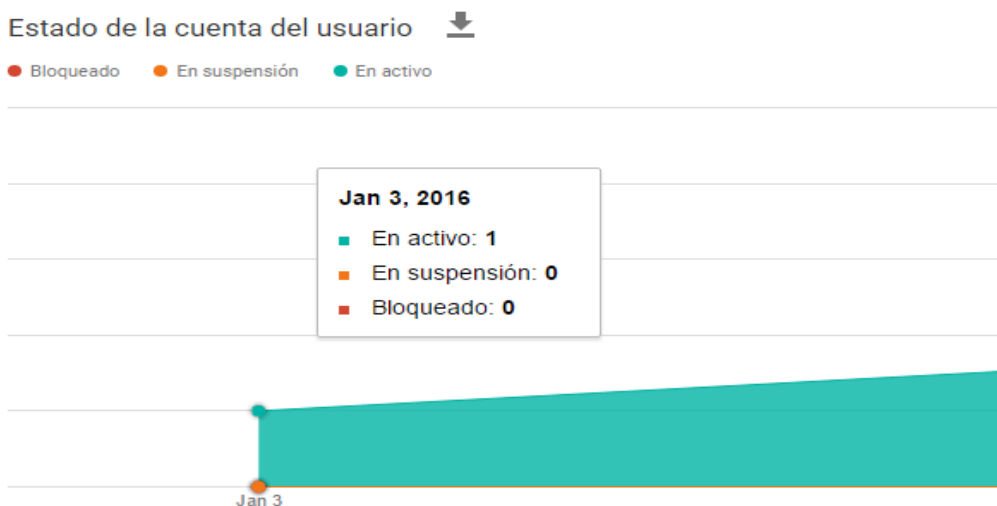 Estado de la cuenta del usuario
Bloqueado En suspensión En activo
Jan 3, 2016
En activo: 1
En suspensión: 0
Bloqueado: 0
Jan 3